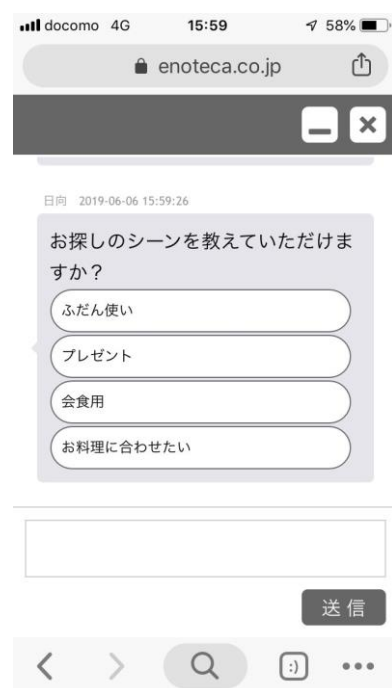 docomo 4G 15:59 58%
enoteca.co.jp
日向 2019-06-06 15:59:26
お探しのシーンを教えていただけま
すか？
ふだん使い
プレゼント
会食用
お料理に合わせたい
送信